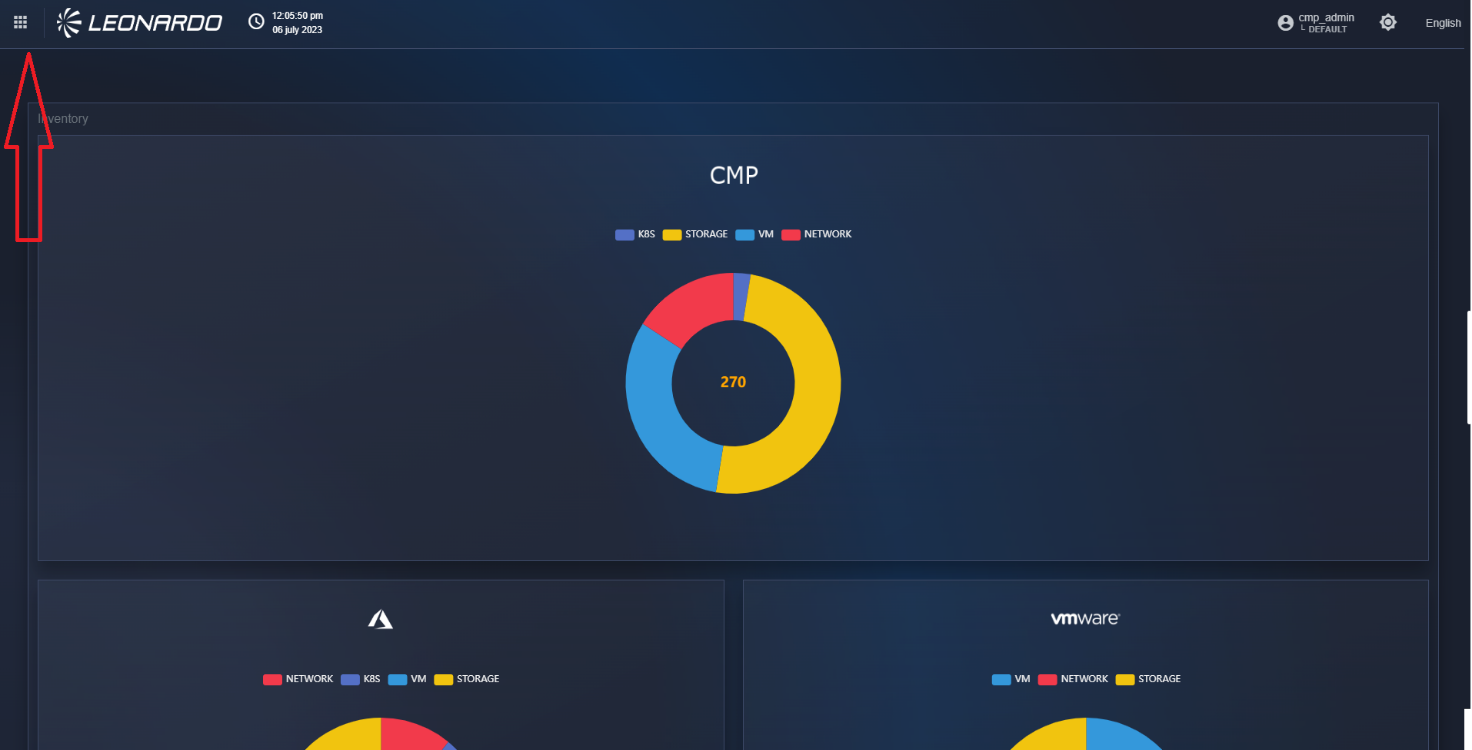 LEONARDO
12:05:50 pm
06 july 2023
cmp_admin
└ DEFAULT
English
Inventory
CMP
K8S STORAGE VM NETWORK
270
vmware®
NETWORK K8S VM STORAGE
VM NETWORK STORAGE